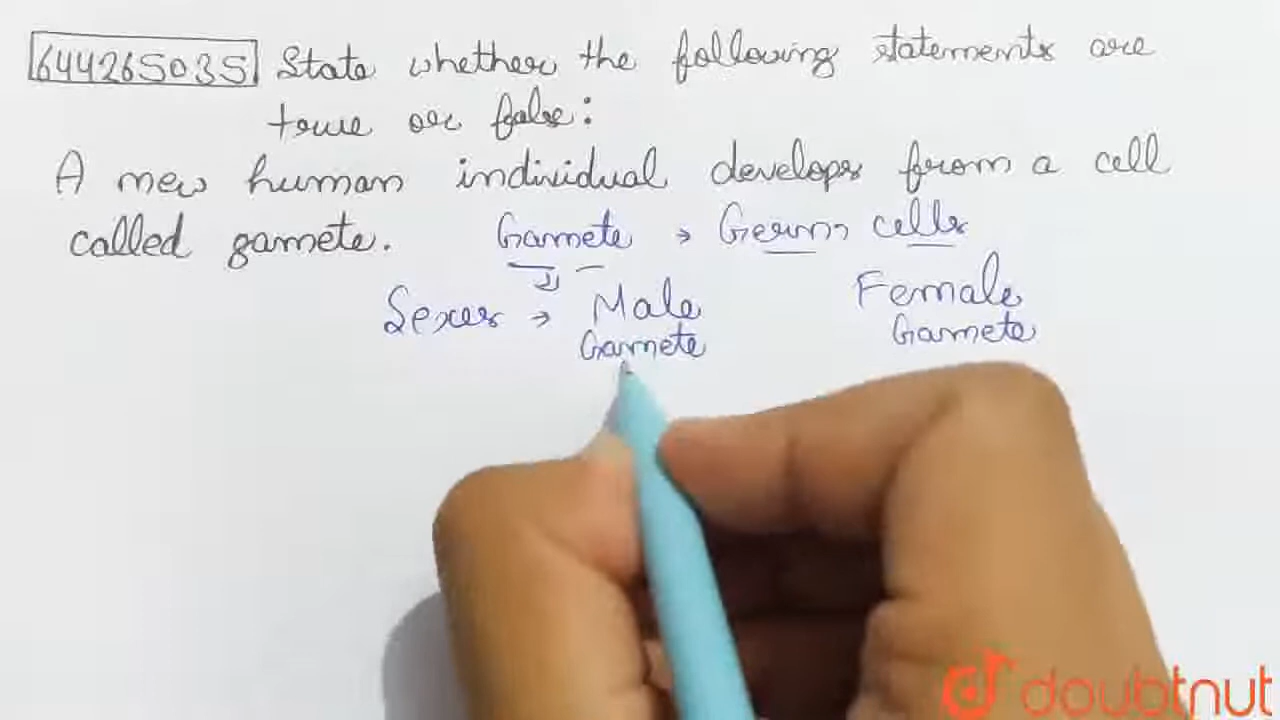 644265035 State whether the following statements are
true or false:
A new human individual develops from a cell
called gamete.
Gamete → Germ cells
Sexes → Male Female
Gamete Gamete
doubtnut